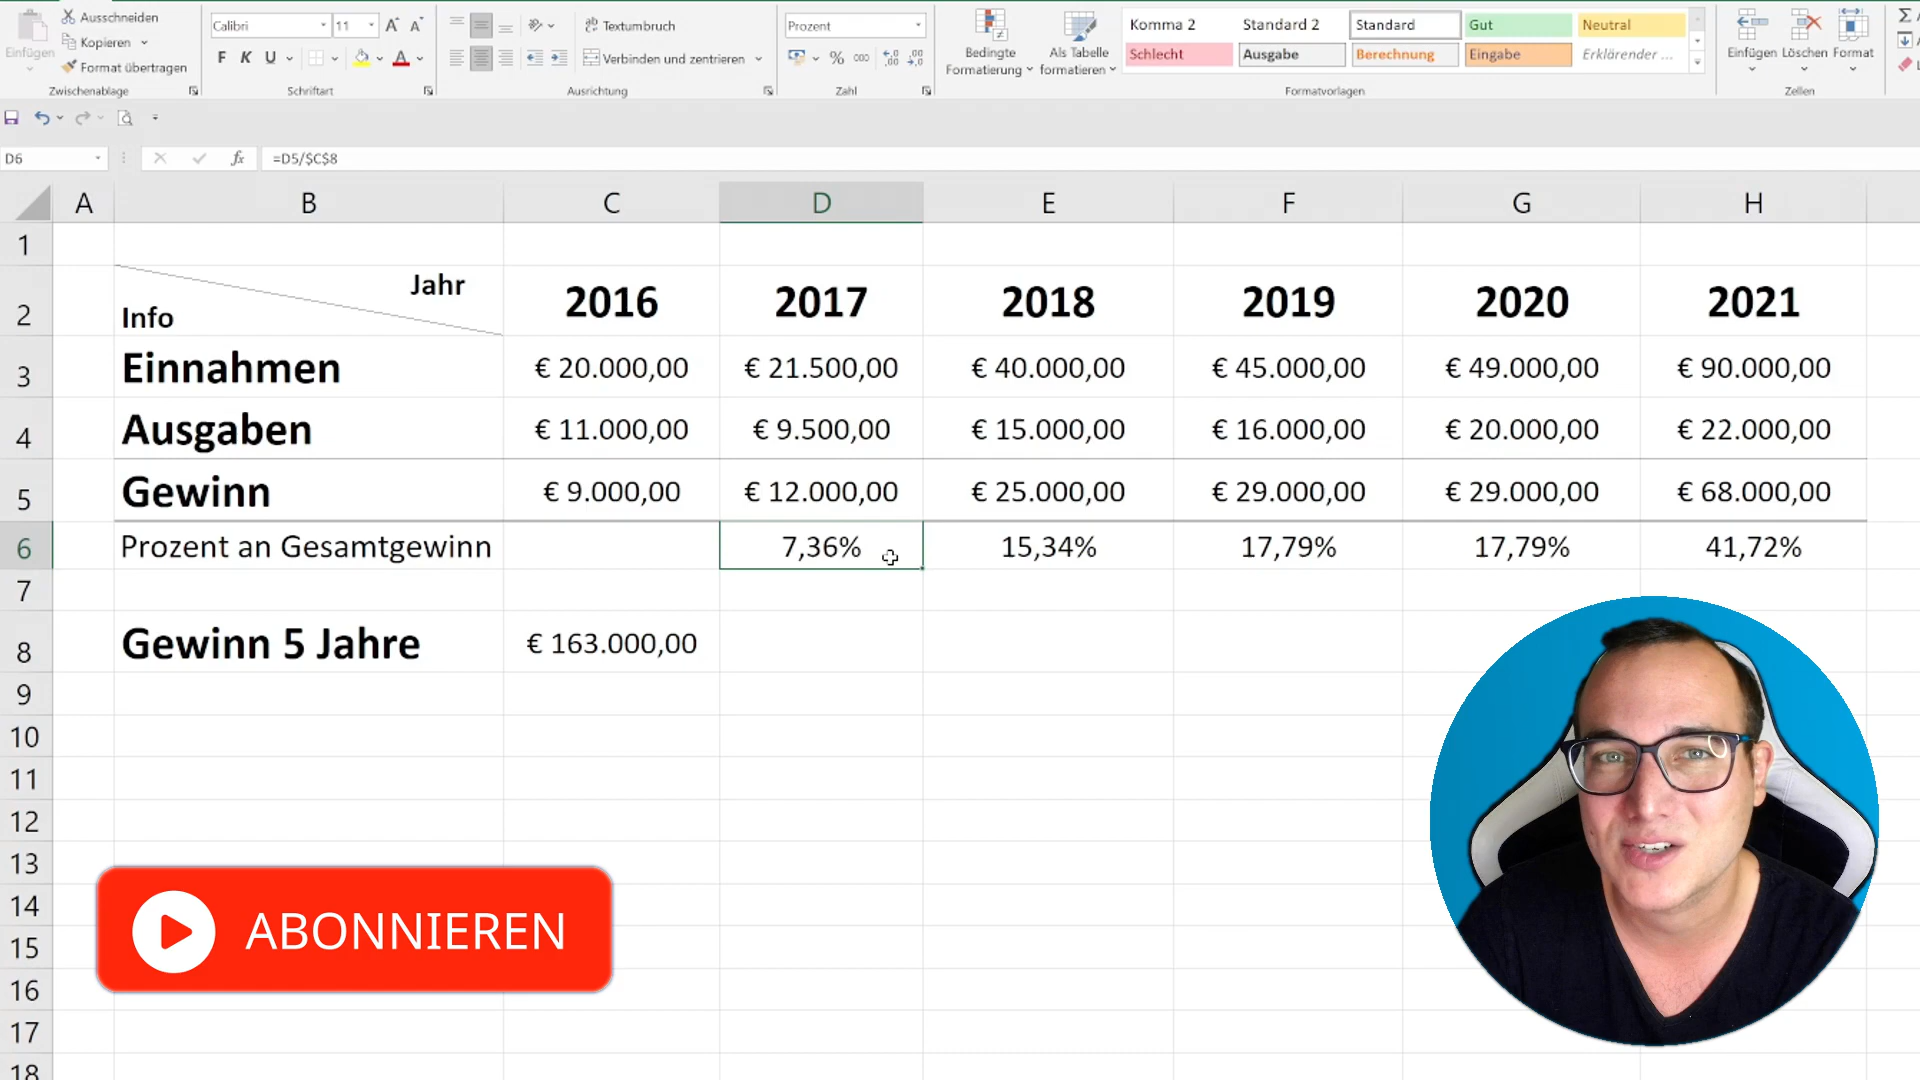 Einfügen
Ausschneiden
Kopieren
Format übertragen
Zwischenablage
Calibri 11 A A
F K U A
Schriftart
Textumbruch
Verbinden und zentrieren
Ausrichtung
Prozent
% 000
Zahl
Bedingte
Formatierung
Als Tabelle
formatieren
Komma 2 Standard 2 Standard Gut Neutral
Schlecht Ausgabe Berechnung Eingabe Erklärender ...
Formatvorlagen
Einfügen Löschen Format
Zellen
D6 fx =D5/$C$8
A B C D E F G H
1
Jahr
2 Info 2016 2017 2018 2019 2020 2021
3 Einnahmen € 20.000,00 € 21.500,00 € 40.000,00 € 45.000,00 € 49.000,00 € 90.000,00
4 Ausgaben € 11.000,00 € 9.500,00 € 15.000,00 € 16.000,00 € 20.000,00 € 22.000,00
5 Gewinn € 9.000,00 € 12.000,00 € 25.000,00 € 29.000,00 € 29.000,00 € 68.000,00
6 Prozent an Gesamtgewinn 7,36% 15,34% 17,79% 17,79% 41,72%
7
8 Gewinn 5 Jahre € 163.000,00
9
10
11
12
13
14
ABONNIEREN
15
16
17
18